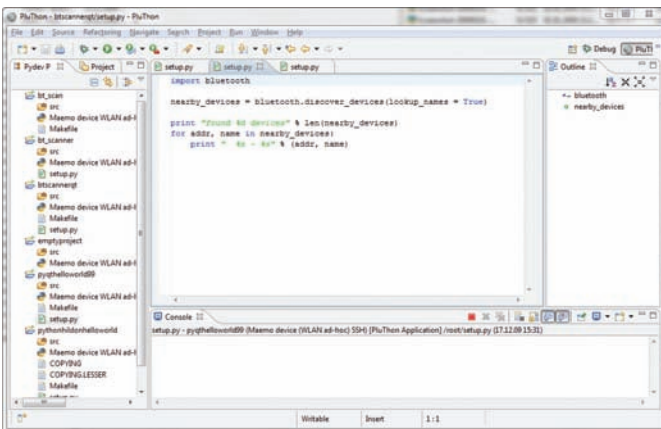 PluThon - btscannerqt/setup.py - PluThon
File Edit Source Refactoring Navigate Search Project Run Window Help
Debug PluTh
Pydev P Project
setup.py setup.py setup.py
Outline
import bluetooth
nearby_devices = bluetooth.discover_devices(lookup_names = True)
print "found %d devices" % len(nearby_devices)
for addr, name in nearby_devices:
print " %s - %s" % (addr, name)
bluetooth
nearby_devices
bt_scan
src
Maemo device WLAN ad-h
Makefile
bt_scanner
src
Maemo device WLAN ad-h
setup.py
btscannerqt
src
Maemo device WLAN ad-h
Makefile
setup.py
emptyproject
src
Maemo device WLAN ad-h
pyqthelloworld99
src
Maemo device WLAN ad-h
Makefile
setup.py
pythonhildonhelloworld
src
Maemo device WLAN ad-h
COPYING
COPYING.LESSER
Makefile
setup.py
Console
setup.py - pyqthelloworld99 (Maemo device (WLAN ad-hoc) SSH) [PluThon Application] /root/setup.py (17.12.09 15:31)
Writable Insert 1:1